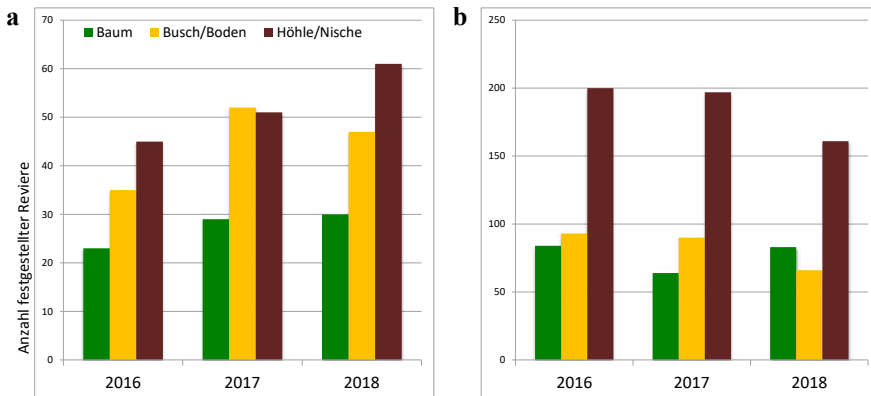 a
Baum Busch/Boden Höhle/Nische
Anzahl festgestellter Reviere
70
60
50
40
30
20
10
0
2016 2017 2018
b
250
200
150
100
50
0
2016 2017 2018